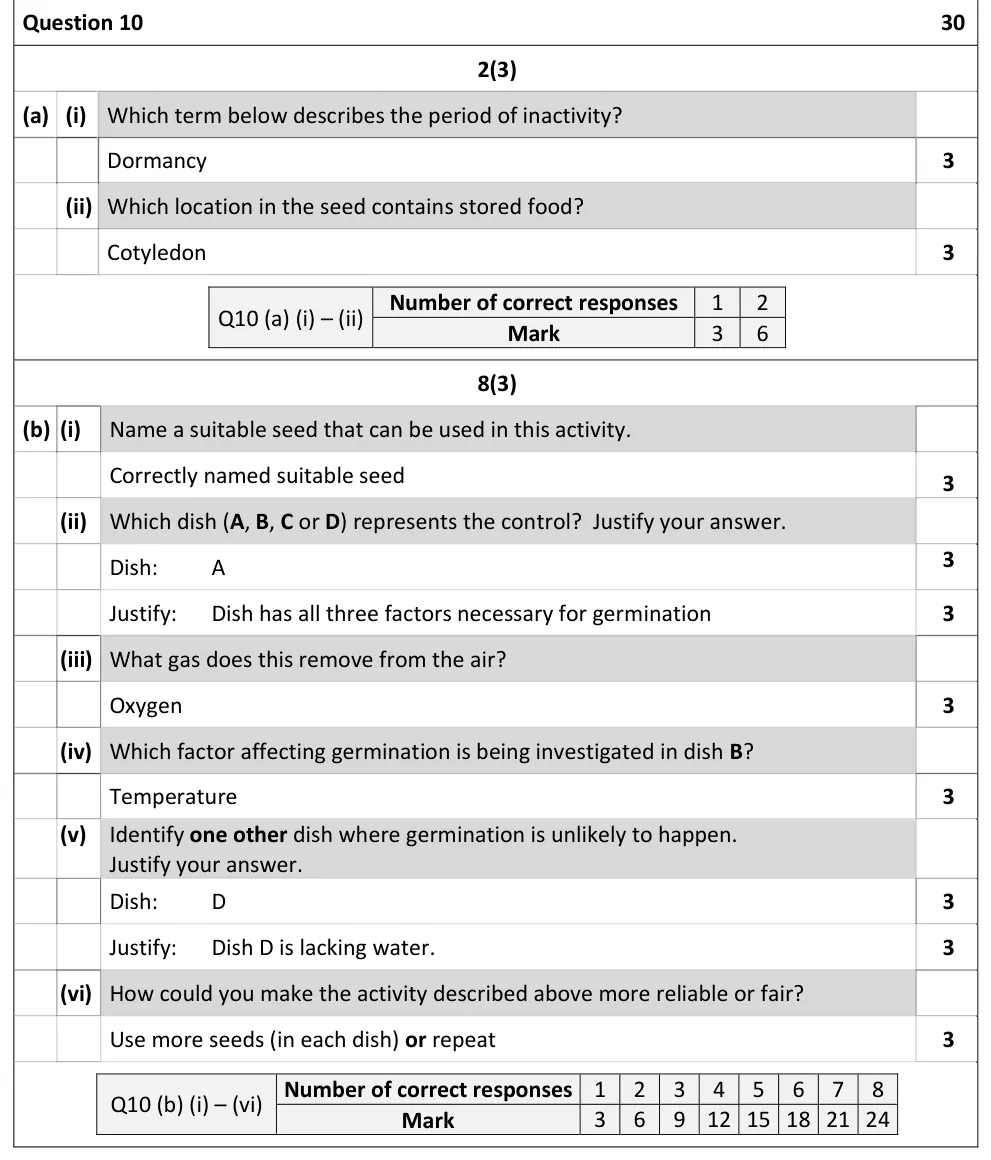 Question 10 30
2(3)
(a) (i) Which term below describes the period of inactivity?
Dormancy 3
(ii) Which location in the seed contains stored food?
Cotyledon 3
Q10 (a) (i) – (ii)
Number of correct responses 1 2
Mark 3 6
8(3)
(b) (i) Name a suitable seed that can be used in this activity.
Correctly named suitable seed 3
(ii) Which dish (A, B, C or D) represents the control? Justify your answer.
Dish: A 3
Justify: Dish has all three factors necessary for germination 3
(iii) What gas does this remove from the air?
Oxygen 3
(iv) Which factor affecting germination is being investigated in dish B?
Temperature 3
(v) Identify one other dish where germination is unlikely to happen.
Justify your answer.
Dish: D 3
Justify: Dish D is lacking water. 3
(vi) How could you make the activity described above more reliable or fair?
Use more seeds (in each dish) or repeat 3
Q10 (b) (i) – (vi)
Number of correct responses 1 2 3 4 5 6 7 8
Mark 3 6 9 12 15 18 21 24